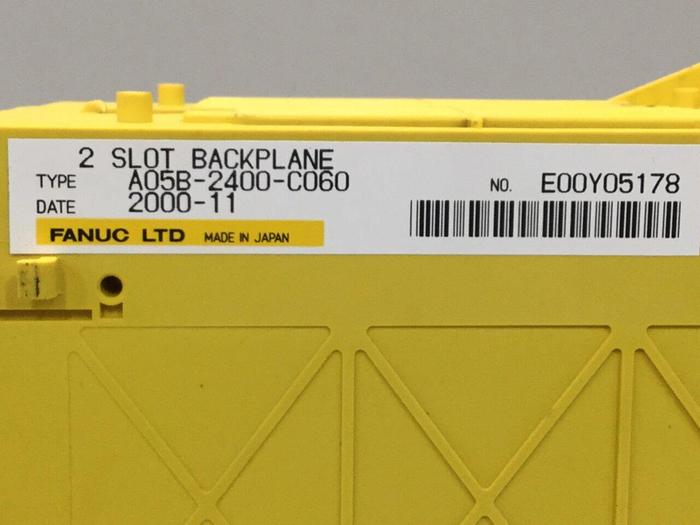 2 SLOT BACKPLANE
TYPE A05B-2400-C060
DATE 2000-11
NO. E00Y05178
FANUC LTD MADE IN JAPAN